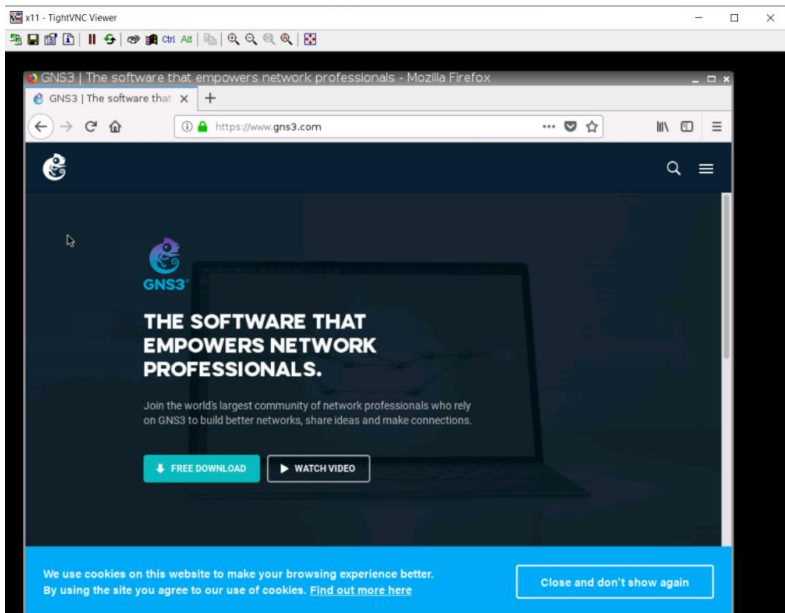 x11 - TightVNC Viewer
Ctrl Alt
GNS3 | The software that empowers network professionals - Mozilla Firefox
GNS3 | The software that
https://www.gns3.com
GNS3
THE SOFTWARE THAT
EMPOWERS NETWORK
PROFESSIONALS.
Join the world's largest community of network professionals who rely
on GNS3 to build better networks, share ideas and make connections.
FREE DOWNLOAD
WATCH VIDEO
We use cookies on this website to make your browsing experience better.
By using the site you agree to our use of cookies. Find out more here
Close and don't show again